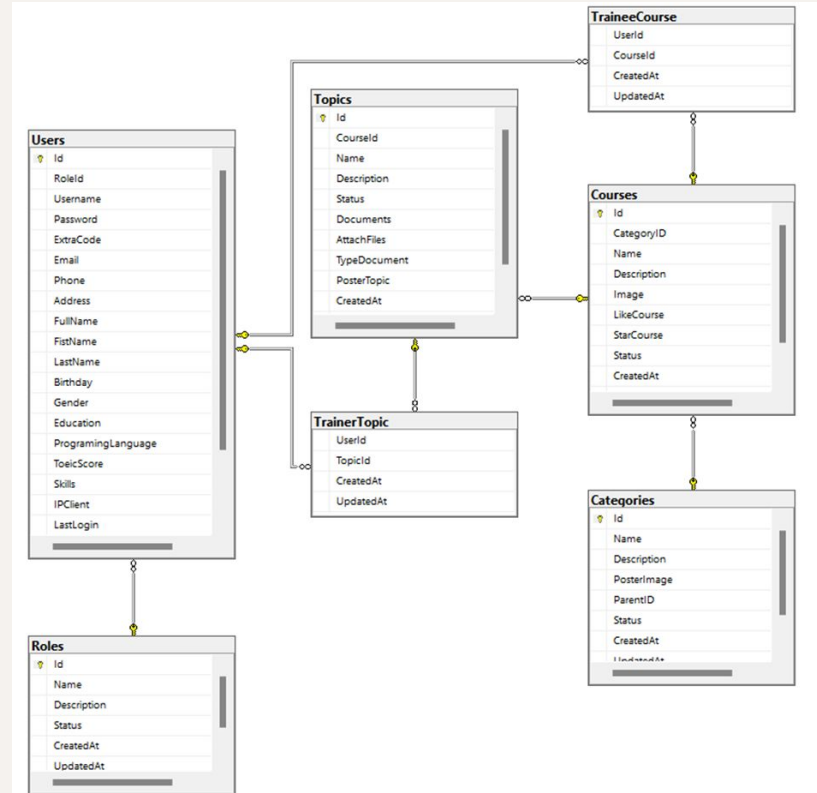 TraineeCourse
UserId
CourseId
CreatedAt
UpdatedAt
Topics
Id
CourseId
Name
Description
Status
Documents
AttachFiles
TypeDocument
PosterTopic
CreatedAt
Users
Id
RoleId
Username
Password
ExtraCode
Email
Phone
Address
FullName
FistName
LastName
Birthday
Gender
Education
ProgramingLanguage
ToeicScore
Skills
IPClient
LastLogin
Courses
Id
CategoryID
Name
Description
Image
LikeCourse
StarCourse
Status
CreatedAt
TrainerTopic
UserId
TopicId
CreatedAt
UpdatedAt
Categories
Id
Name
Description
PosterImage
ParentID
Status
CreatedAt
UpdatedAt
Roles
Id
Name
Description
Status
CreatedAt
UpdatedAt